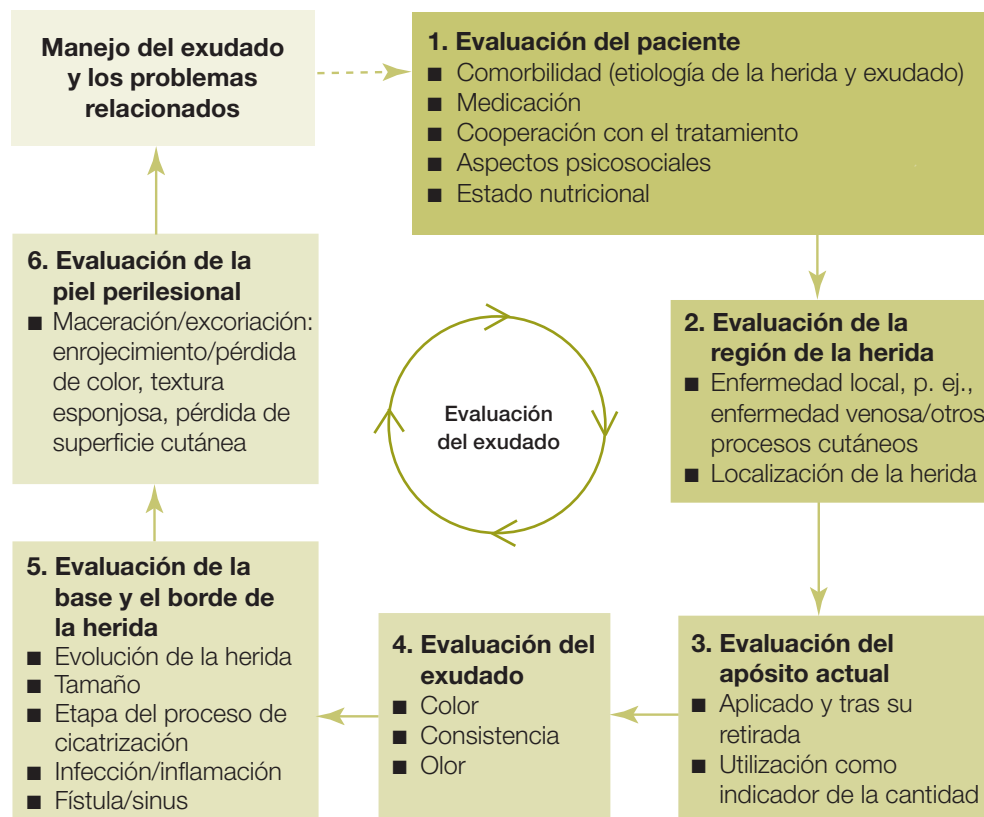 Manejo del exudado
y los problemas
relacionados
1. Evaluación del paciente
■ Comorbilidad (etiología de la herida y exudado)
■ Medicación
■ Cooperación con el tratamiento
■ Aspectos psicosociales
■ Estado nutricional
2. Evaluación de la
región de la herida
■ Enfermedad local, p. ej.,
enfermedad venosa/otros
procesos cutáneos
■ Localización de la herida
3. Evaluación del
apósito actual
■ Aplicado y tras su
retirada
■ Utilización como
indicador de la cantidad
4. Evaluación del
exudado
■ Color
■ Consistencia
■ Olor
5. Evaluación de la
base y el borde de
la herida
■ Evolución de la herida
■ Tamaño
■ Etapa del proceso de
cicatrización
■ Infección/inflamación
■ Fístula/sinus
6. Evaluación de la
piel perilesional
■ Maceración/excoriación:
enrojecimiento/pérdida
de color, textura
esponjosa, pérdida de
superficie cutánea
Evaluación
del exudado